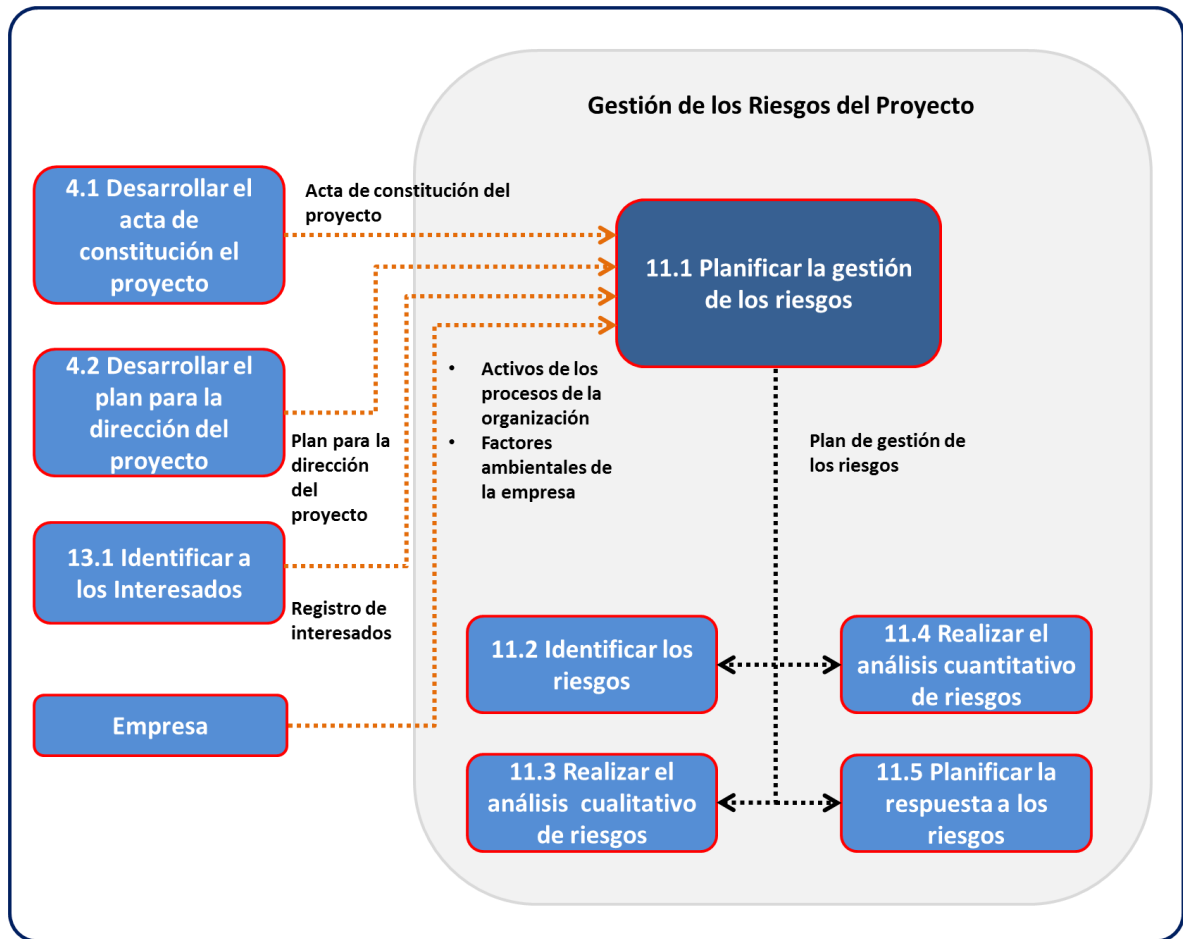 Gestión de los Riesgos del Proyecto
4.1 Desarrollar el
acta de
constitución el
proyecto
Acta de constitución del
proyecto
11.1 Planificar la gestión
de los riesgos
4.2 Desarrollar el
plan para la
dirección del
proyecto
Plan para la
dirección
del
proyecto
• Activos de los
procesos de la
organización
• Factores
ambientales de
la empresa
Plan de gestión de
los riesgos
13.1 Identificar a
los Interesados
Registro de
interesados
Empresa
11.2 Identificar los
riesgos
11.4 Realizar el
análisis cuantitativo
de riesgos
11.3 Realizar el
análisis cualitativo
de riesgos
11.5 Planificar la
respuesta a los
riesgos